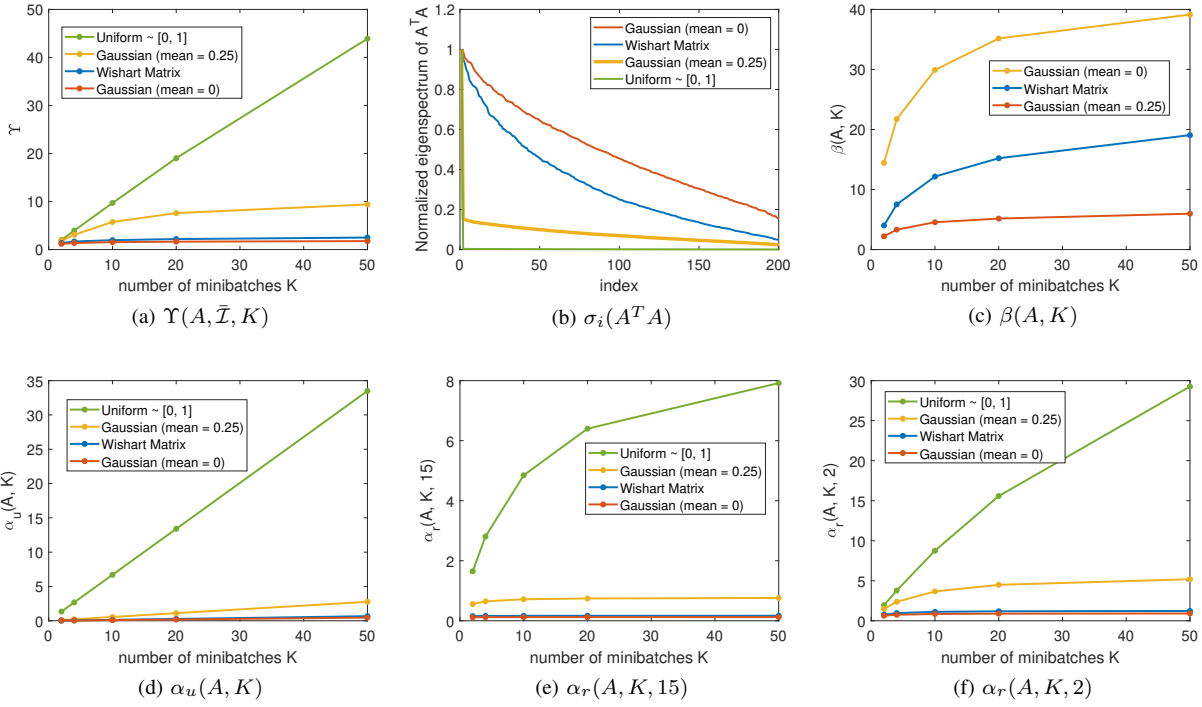 50
40
30
20
10
0
0 10 20 30 40 50
Υ
number of minibatches K
Uniform ~ [0, 1]
Gaussian (mean = 0.25)
Wishart Matrix
Gaussian (mean = 0)
(a) Υ(A, Ī, K)
1.2
1
0.8
0.6
0.4
0.2
0
0 50 100 150 200
Normalized eigenspectrum of A^T A
index
Gaussian (mean = 0)
Wishart Matrix
Gaussian (mean = 0.25)
Uniform ~ [0, 1]
(b) σ_i(A^T A)
40
30
20
10
0
0 10 20 30 40 50
β(A, K)
number of minibatches K
Gaussian (mean = 0)
Wishart Matrix
Gaussian (mean = 0.25)
(c) β(A, K)
35
30
25
20
15
10
5
0
0 10 20 30 40 50
α_u(A, K)
number of minibatches K
Uniform ~ [0, 1]
Gaussian (mean = 0.25)
Wishart Matrix
Gaussian (mean = 0)
(d) α_u(A, K)
8
6
4
2
0
0 10 20 30 40 50
α_r(A, K, 15)
number of minibatches K
Uniform ~ [0, 1]
Gaussian (mean = 0.25)
Wishart Matrix
Gaussian (mean = 0)
(e) α_r(A, K, 15)
30
25
20
15
10
5
0
0 10 20 30 40 50
α_r(A, K, 2)
number of minibatches K
Uniform ~ [0, 1]
Gaussian (mean = 0.25)
Wishart Matrix
Gaussian (mean = 0)
(f) α_r(A, K, 2)